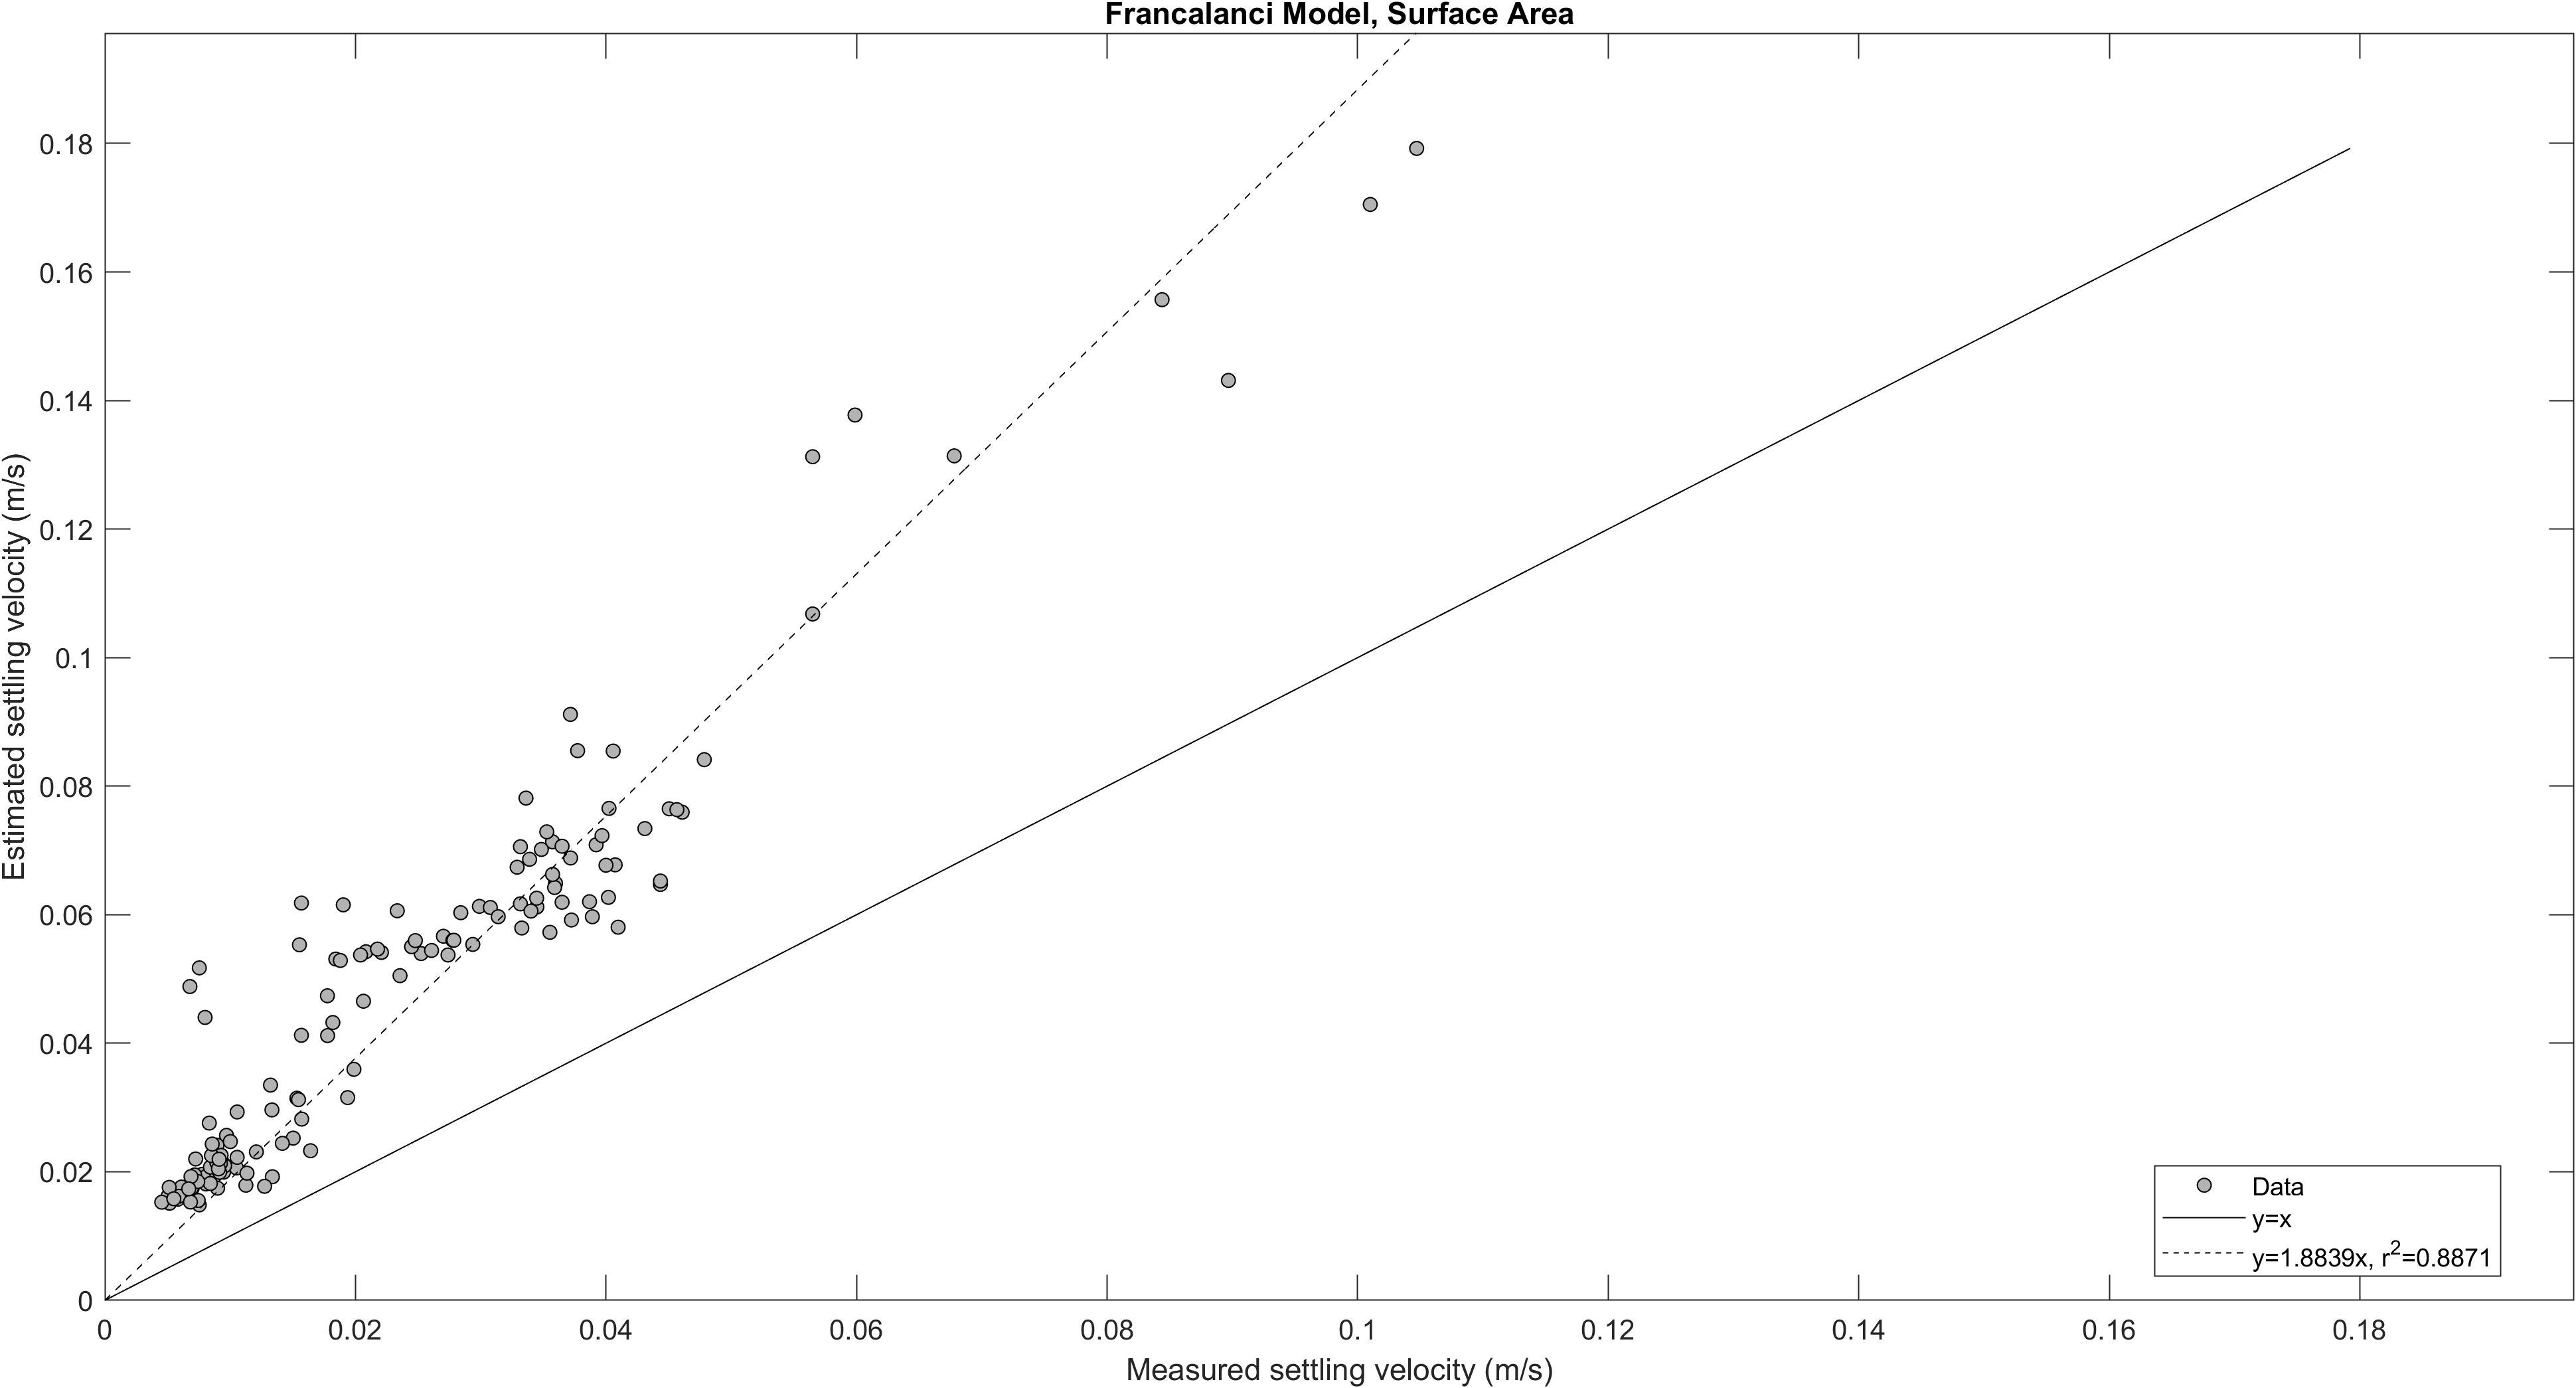 Francalanci Model, Surface Area
Estimated settling velocity (m/s)
0.18
0.16
0.14
0.12
0.1
0.08
0.06
0.04
0.02
0
0 0.02 0.04 0.06 0.08 0.1 0.12 0.14 0.16 0.18
Measured settling velocity (m/s)
Data
y=x
y=1.8839x, r²=0.8871